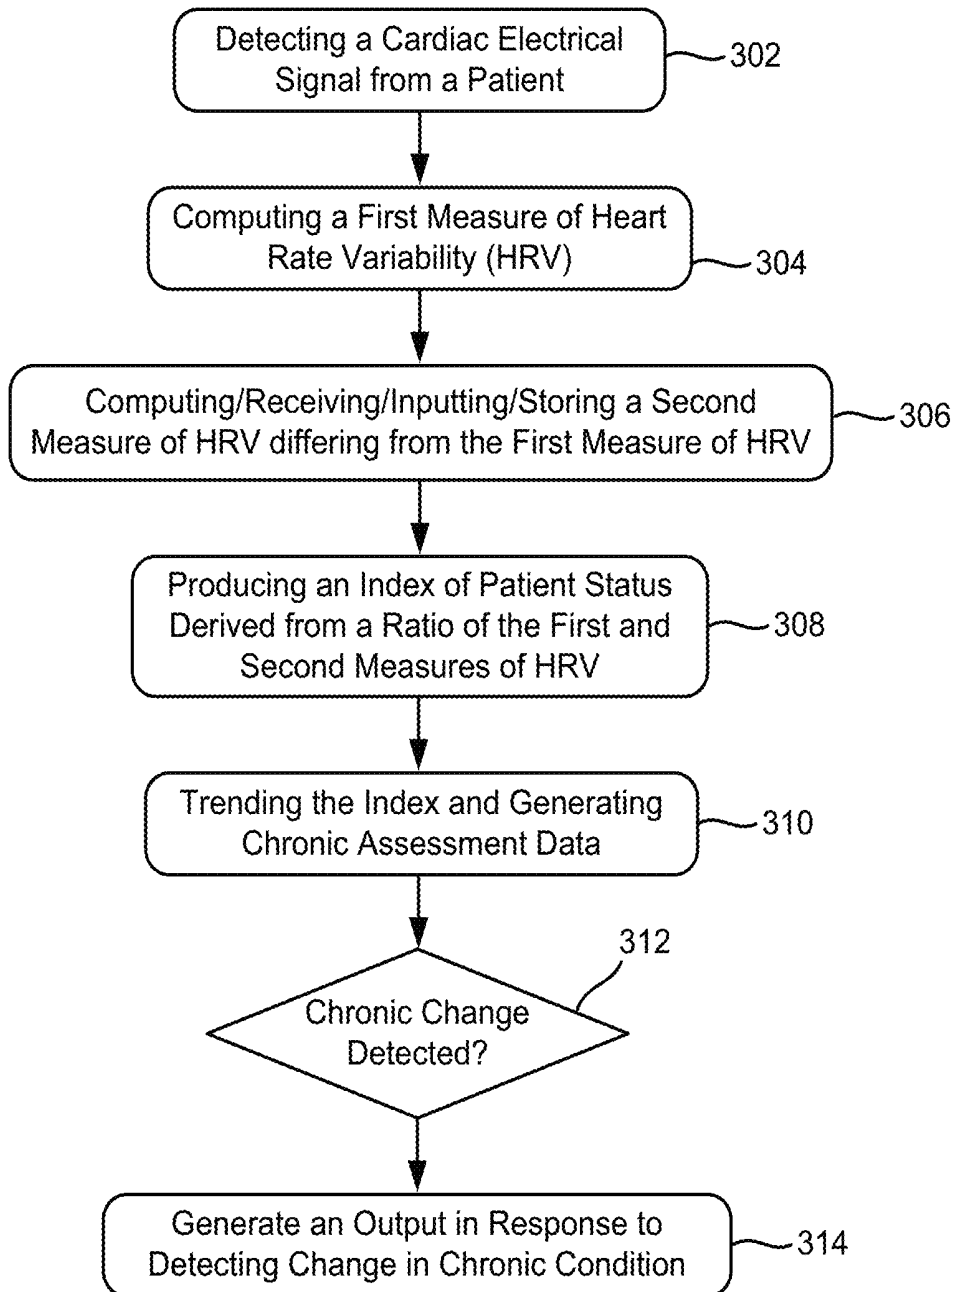 Detecting a Cardiac Electrical
Signal from a Patient
302
Computing a First Measure of Heart
Rate Variability (HRV)
304
Computing/Receiving/Inputting/Storing a Second
Measure of HRV differing from the First Measure of HRV
306
Producing an Index of Patient Status
Derived from a Ratio of the First and
Second Measures of HRV
308
Trending the Index and Generating
Chronic Assessment Data
310
312
Chronic Change
Detected?
Generate an Output in Response to
Detecting Change in Chronic Condition
314